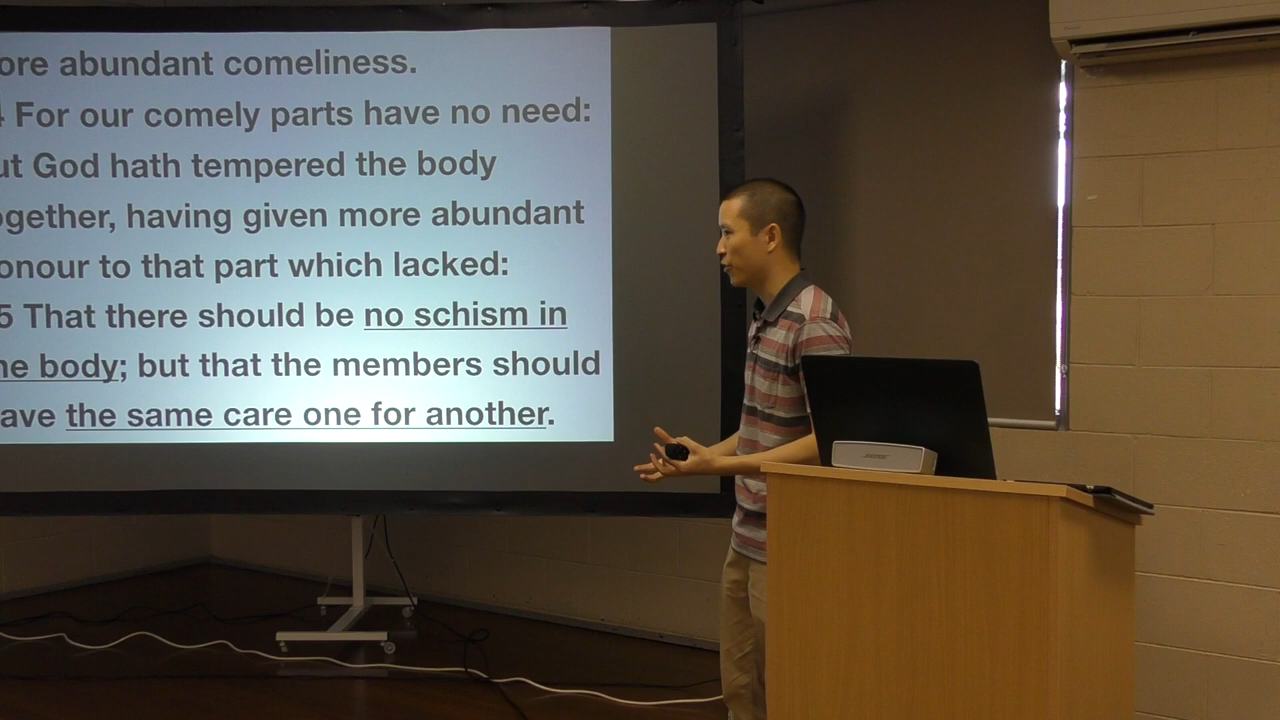 ore abundant comeliness.
4 For our comely parts have no need:
ut God hath tempered the body
ogether, having given more abundant
onour to that part which lacked:
5 That there should be no schism in
he body; but that the members should
ave the same care one for another.
BOSE